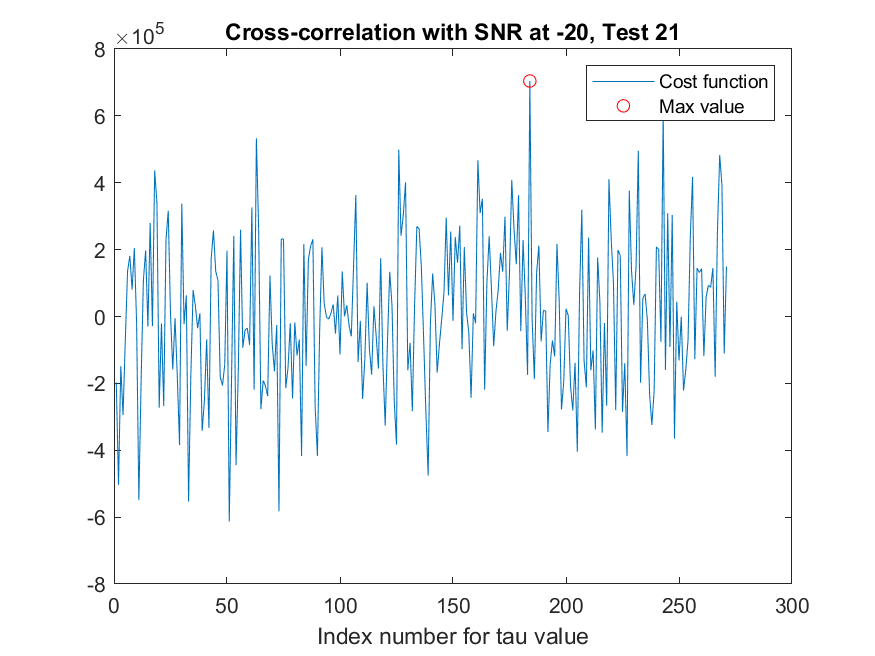 Cross-correlation with SNR at -20, Test 21
×10^5
8
6
4
2
0
-2
-4
-6
-8
Cost function
Max value
0 50 100 150 200 250 300
Index number for tau value